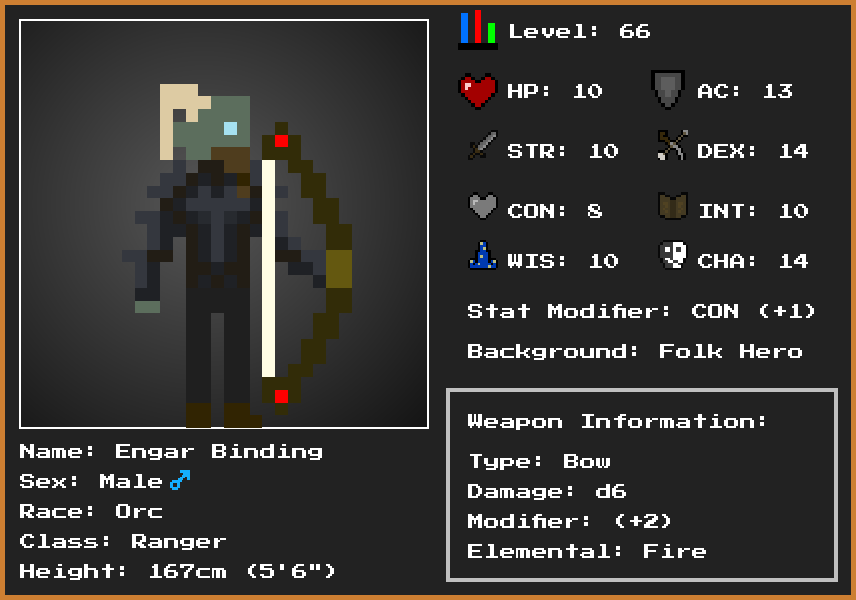 Level: 66
HP: 10 AC: 13
STR: 10 DEX: 14
CON: 8 INT: 10
WIS: 10 CHA: 14
Stat Modifier: CON (+1)
Background: Folk Hero
Weapon Information:
Type: Bow
Damage: d6
Modifier: (+2)
Elemental: Fire
Name: Engar Binding
Sex: Male ♂
Race: Orc
Class: Ranger
Height: 167cm (5'6")